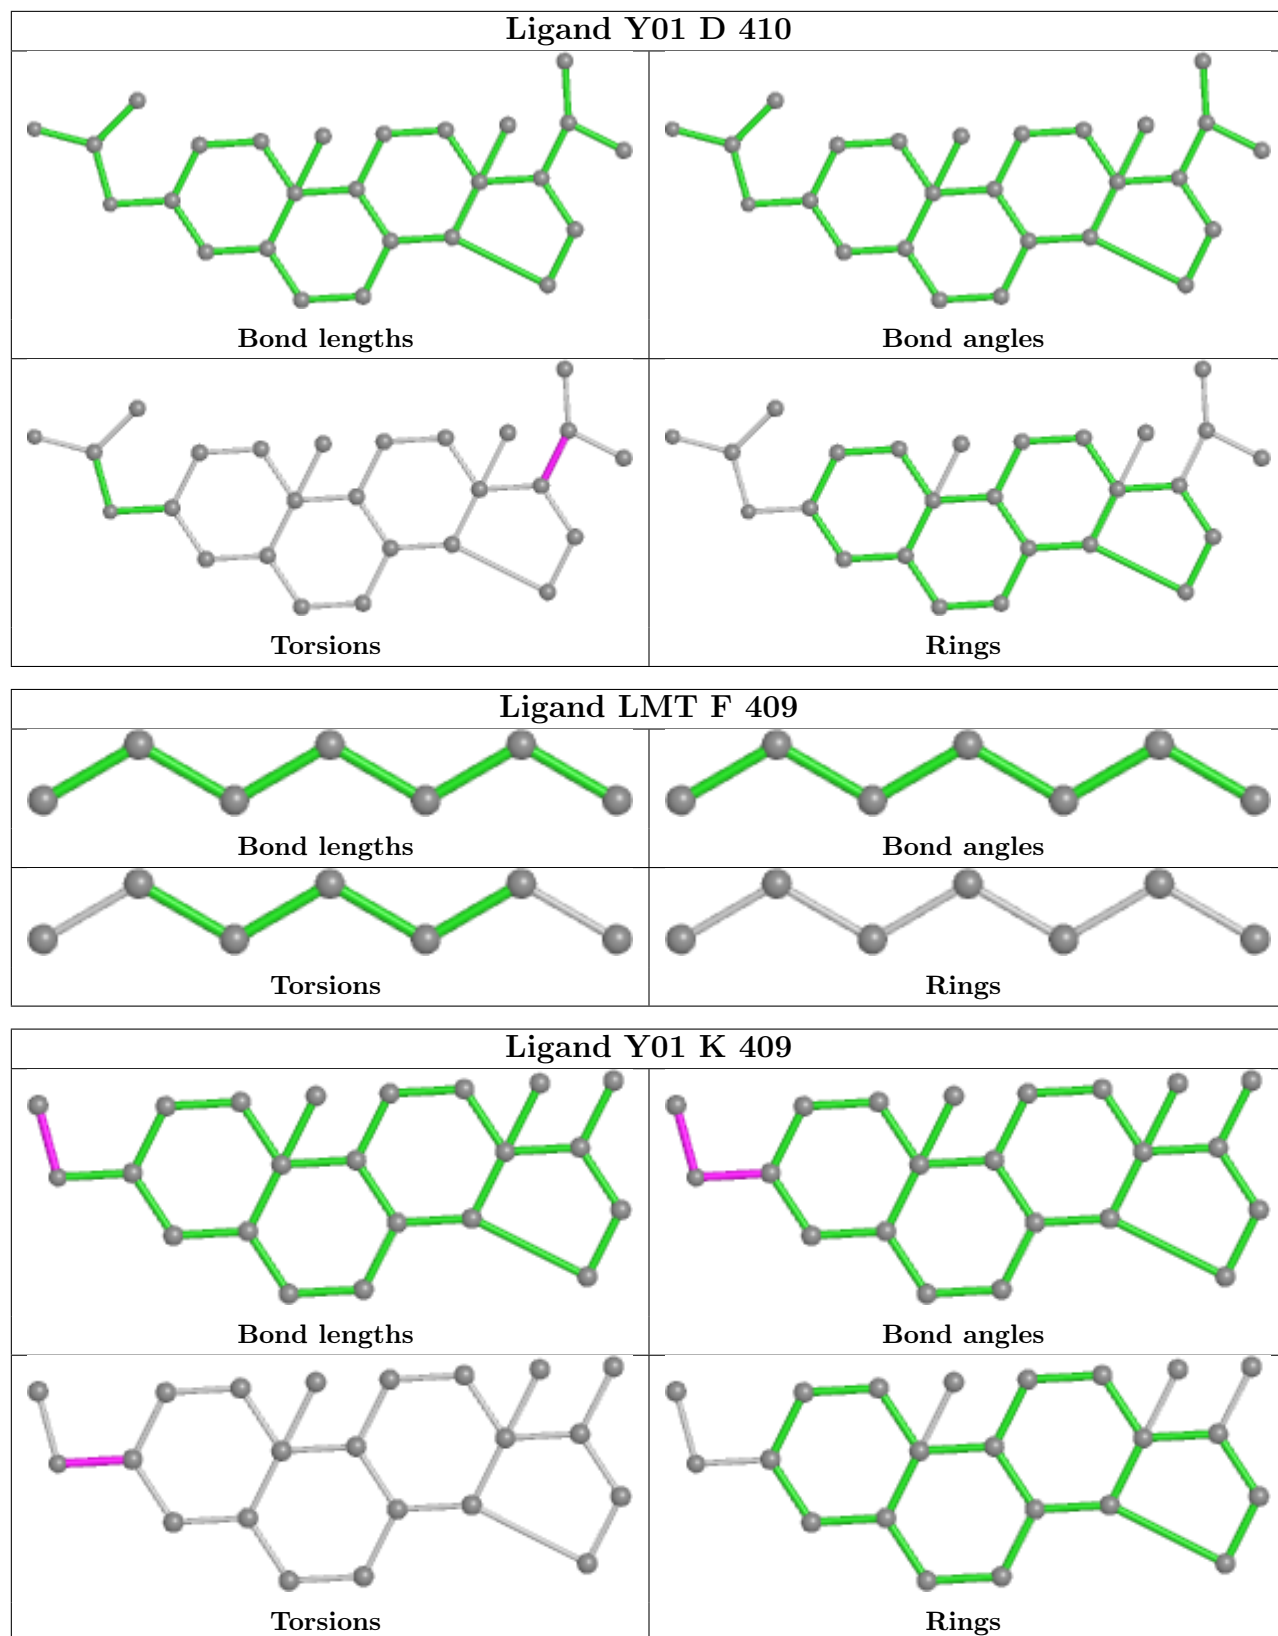 Ligand Y01 D 410
Bond lengths
Bond angles
Torsions
Rings
Ligand LMT F 409
Bond lengths
Bond angles
Torsions
Rings
Ligand Y01 K 409
Bond lengths
Bond angles
Torsions
Rings